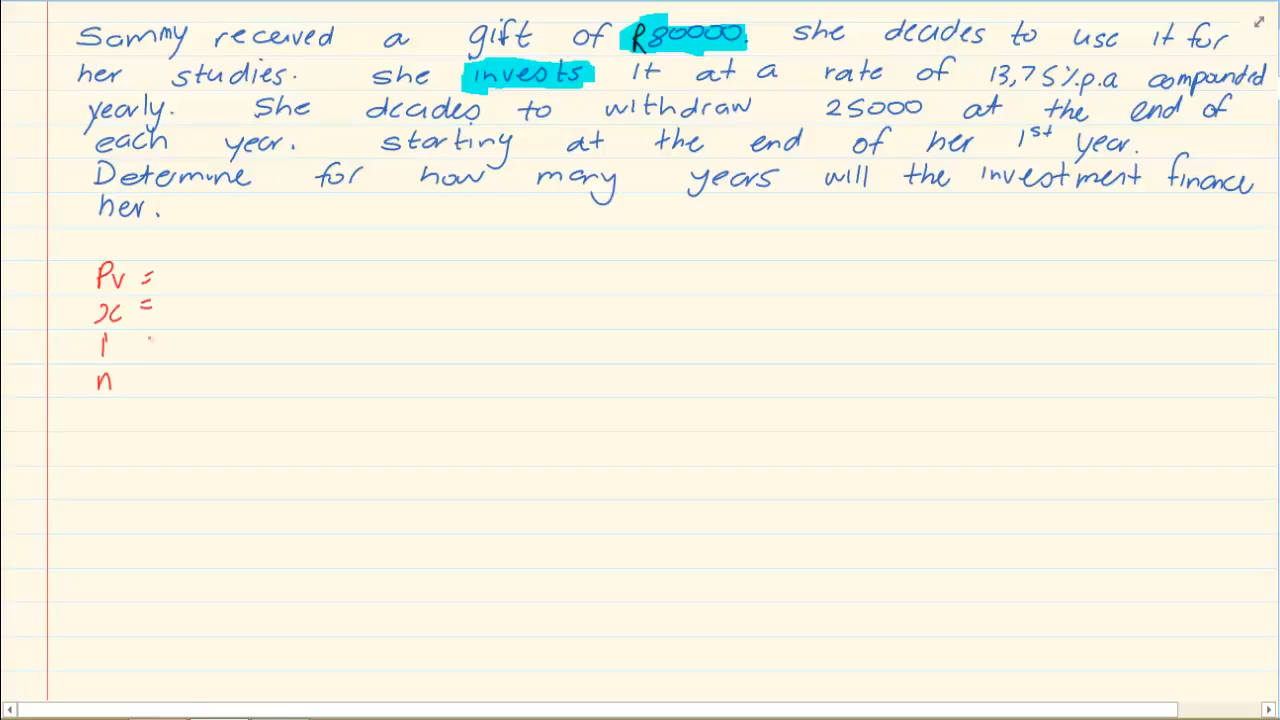 Sammy received a gift of R80000. She decides to use it for
her studies. She invests it at a rate of 13,75%p.a compounded
yearly. She decides to withdraw 25000 at the end of
each year. starting at the end of her 1st year.
Determine for how many years will the investment finance
her.
Pv =
x =
i
n